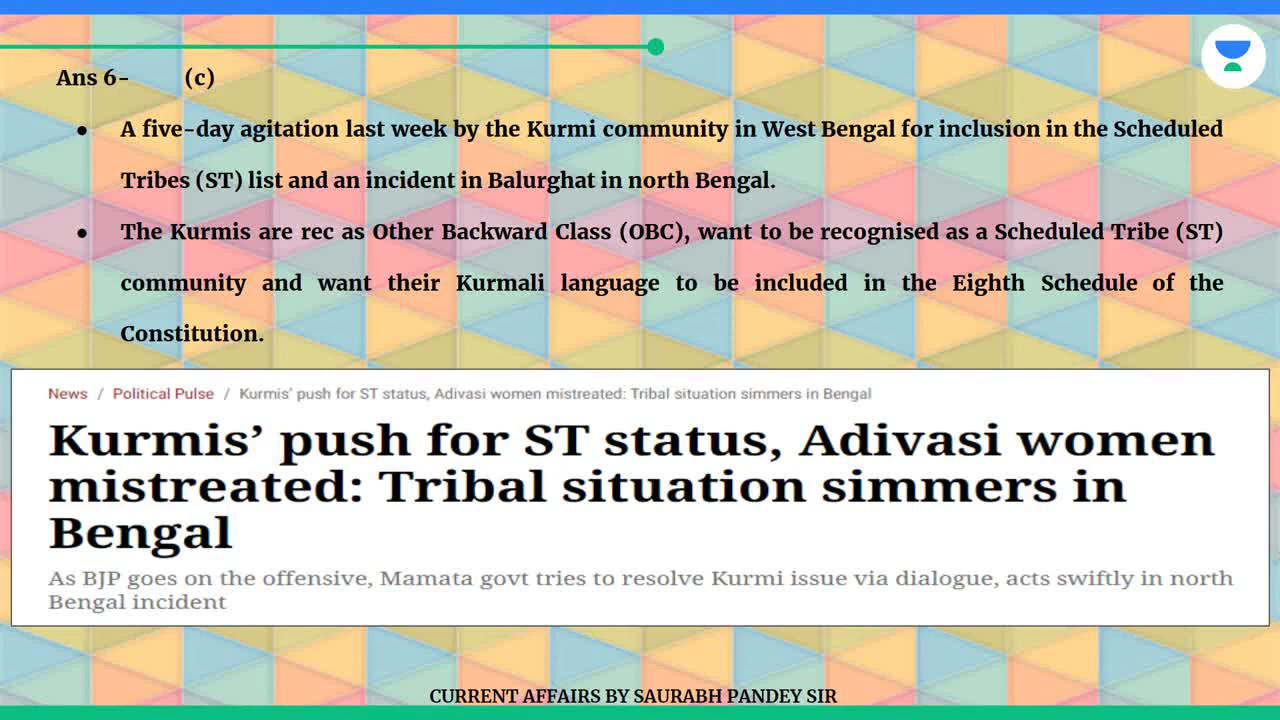 Ans 6- (c)
● A five-day agitation last week by the Kurmi community in West Bengal for inclusion in the Scheduled
Tribes (ST) list and an incident in Balurghat in north Bengal.
● The Kurmis are rec as Other Backward Class (OBC), want to be recognised as a Scheduled Tribe (ST)
community and want their Kurmali language to be included in the Eighth Schedule of the
Constitution.
News / Political Pulse / Kurmis' push for ST status, Adivasi women mistreated: Tribal situation simmers in Bengal
Kurmis’ push for ST status, Adivasi women
mistreated: Tribal situation simmers in
Bengal
As BJP goes on the offensive, Mamata govt tries to resolve Kurmi issue via dialogue, acts swiftly in north
Bengal incident
CURRENT AFFAIRS BY SAURABH PANDEY SIR